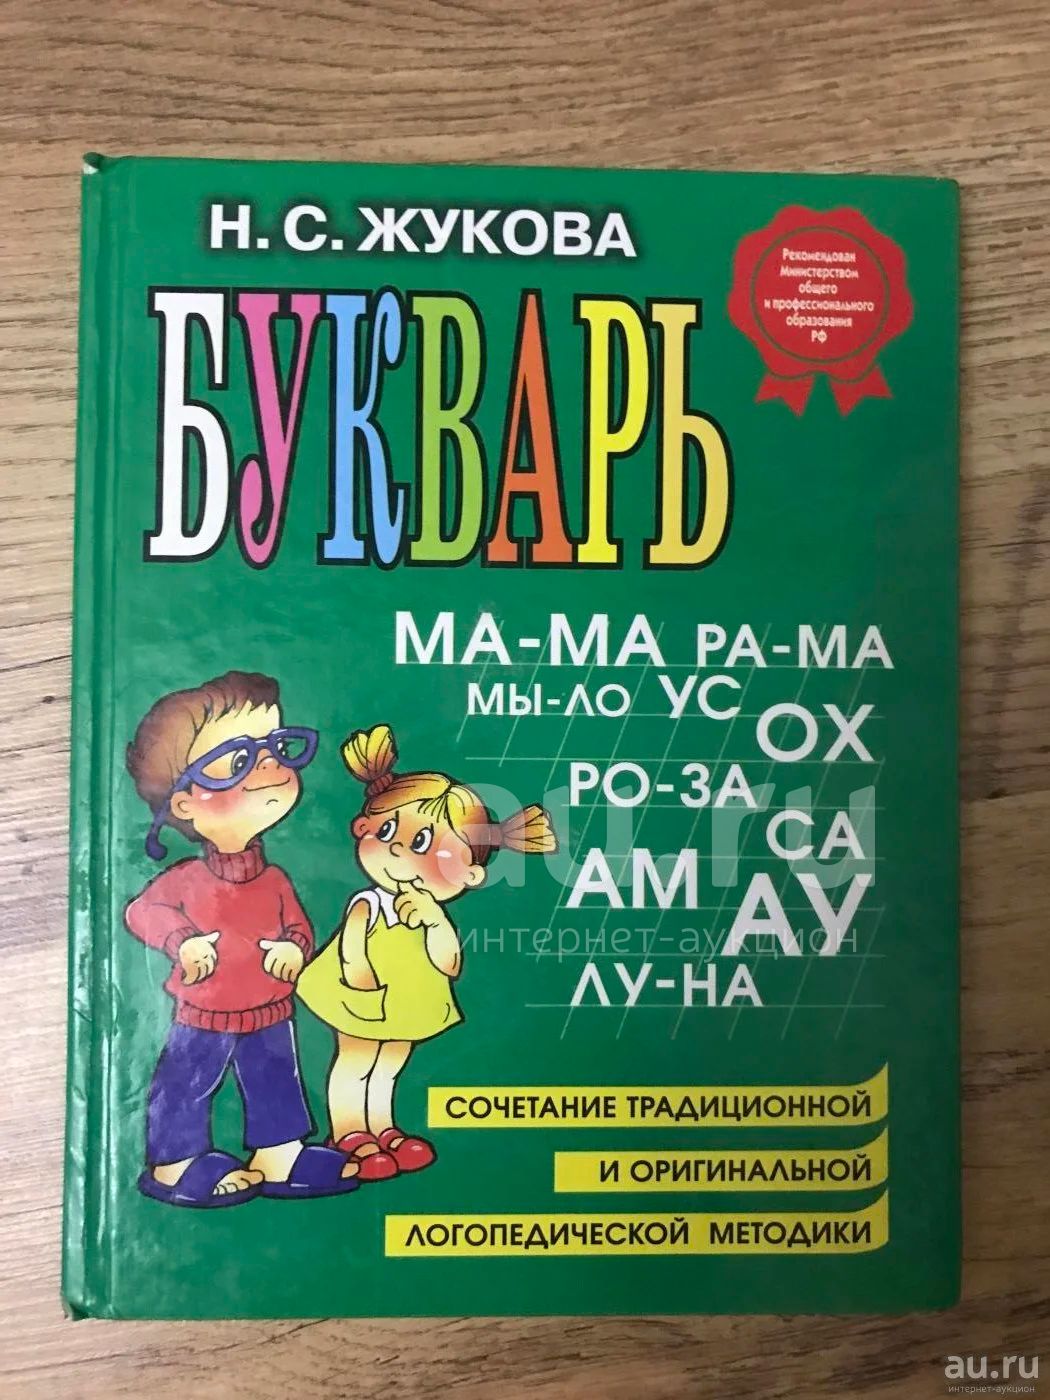 Н. С. ЖУКОВА
Рекомендован
Министерством
общего
и профессионального
образования
РФ
БУКВАРЬ
МА-МА РА-МА
МЫ-ЛО УС
ОХ
РО-ЗА
СА
АМ
АУ
ЛУ-НА
au.ru
интернет-аукцион
СОЧЕТАНИЕ ТРАДИЦИОННОЙ
И ОРИГИНАЛЬНОЙ
ЛОГОПЕДИЧЕСКОЙ МЕТОДИКИ
au.ru
интернет-аукцион